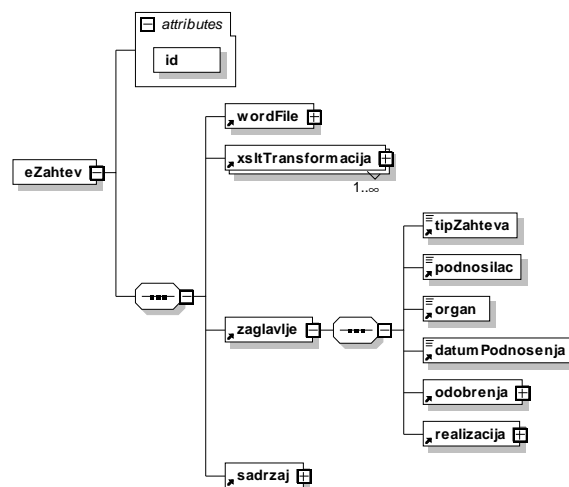 attributes
id
wordFile
xsltTransformacija
1..∞
eZahtev
tipZahteva
podnosilac
organ
zaglavlje
datumPodnosenja
odobrenja
realizacija
sadrzaj